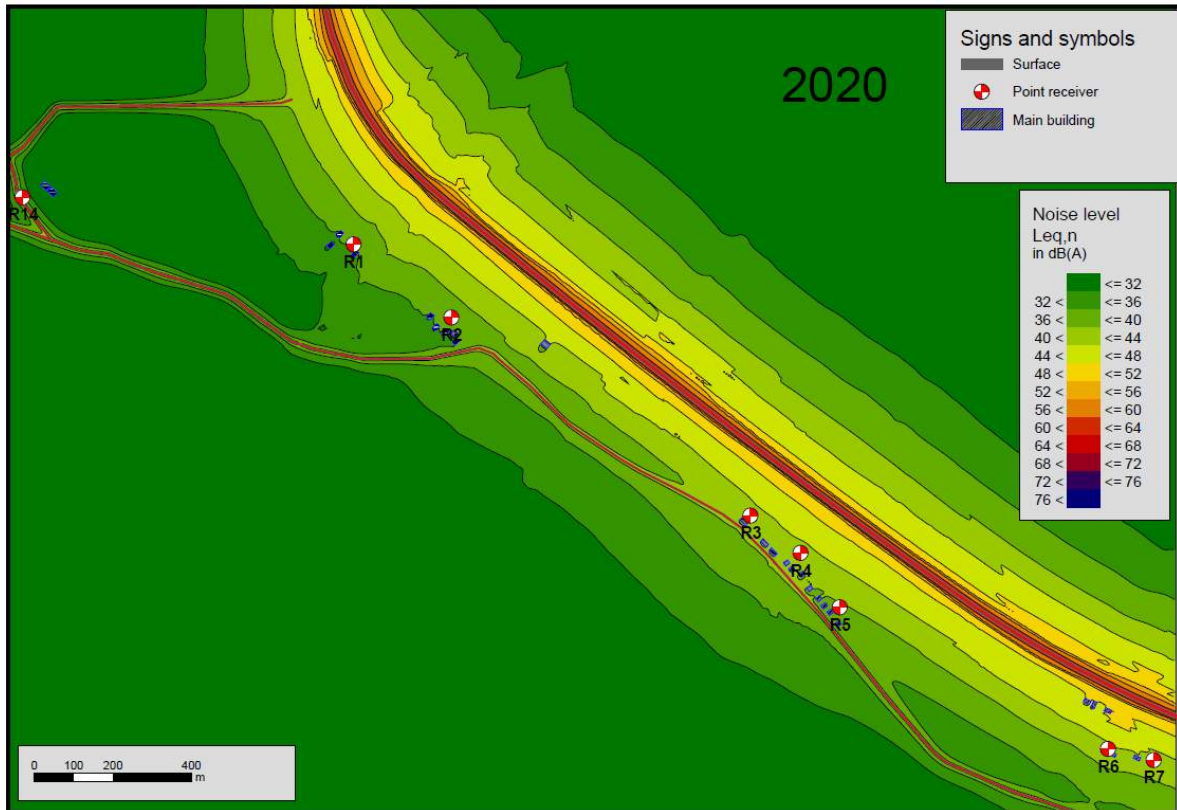 2020
Signs and symbols
Surface
Point receiver
Main building
Noise level
Leq,n
in dB(A)
<= 32
32 < <= 36
36 < <= 40
40 < <= 44
44 < <= 48
48 < <= 52
52 < <= 56
56 < <= 60
60 < <= 64
64 < <= 68
68 < <= 72
72 < <= 76
76 <
R14
R1
R2
R3
R4
R5
R6
R7
0 100 200 400
m